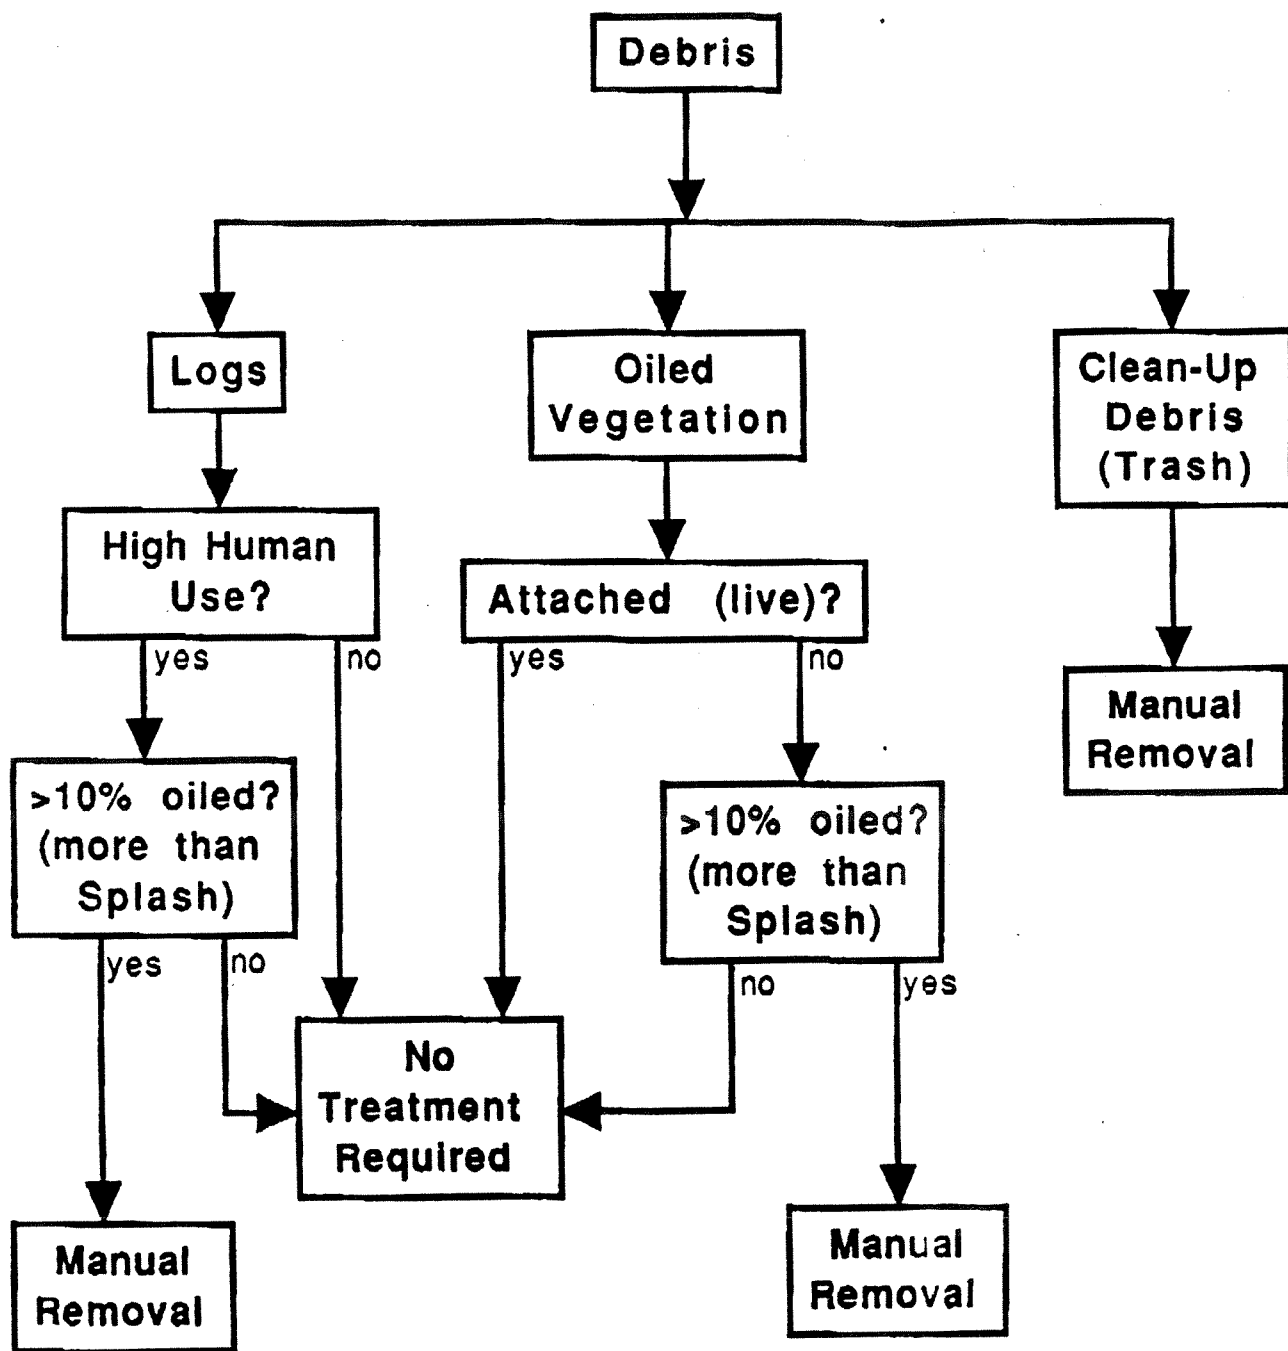 Debris
Logs
Oiled
Vegetation
Clean-Up
Debris
(Trash)
High Human
Use?
Attached (live)?
yes
no
yes
no
Manual
Removal
>10% oiled?
(more than
Splash)
>10% oiled?
(more than
Splash)
yes
no
no
yes
No
Treatment
Required
Manual
Removal
Manual
Removal